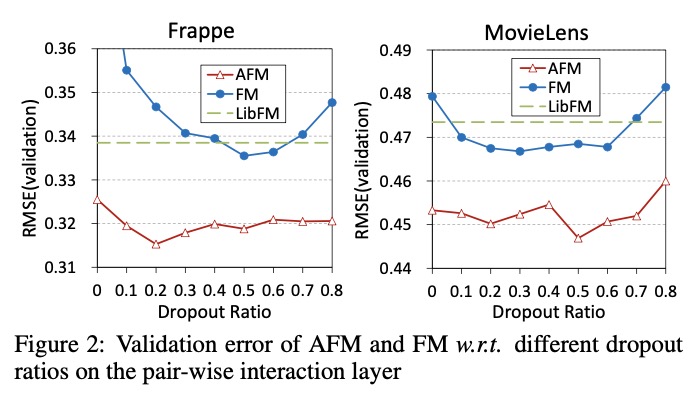 Frappe
0.36
0.35
0.34
0.33
0.32
0.31
RMSE(validation)
AFM
FM
LibFM
0 0.1 0.2 0.3 0.4 0.5 0.6 0.7 0.8
Dropout Ratio
MovieLens
0.49
0.48
0.47
0.46
0.45
0.44
RMSE(validation)
AFM
FM
LibFM
0 0.1 0.2 0.3 0.4 0.5 0.6 0.7 0.8
Dropout Ratio
Figure 2: Validation error of AFM and FM w.r.t. different dropout
ratios on the pair-wise interaction layer